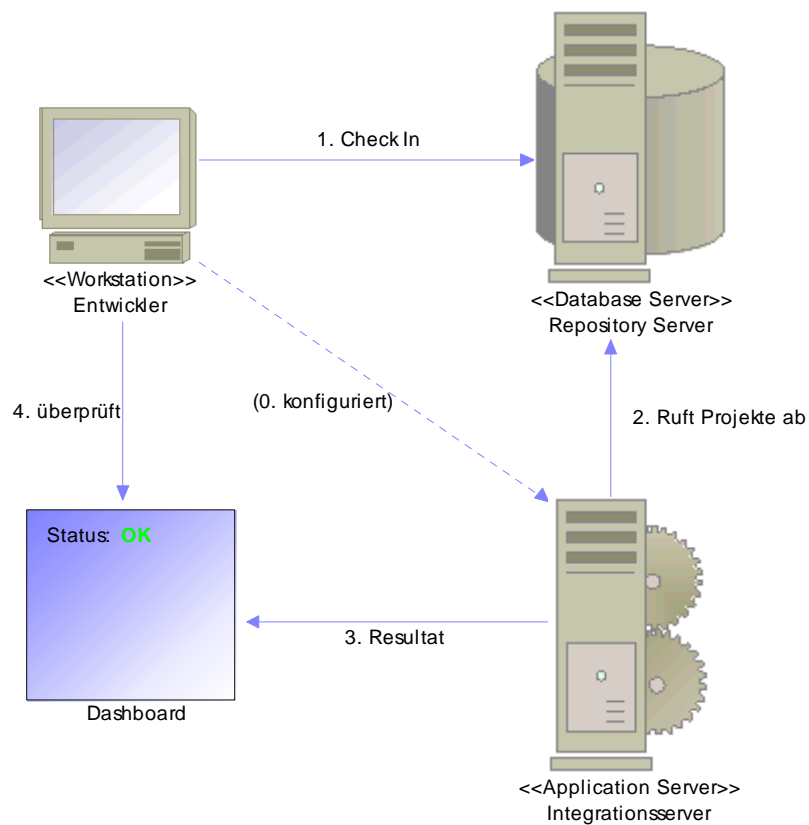 1. Check In
<<Workstation>>
Entwickler
<<Database Server>>
Repository Server
4. überprüft
(0. konfiguriert)
2. Ruft Projekte ab
Status: OK
3. Resultat
Dashboard
<<Application Server>>
Integrationsserver